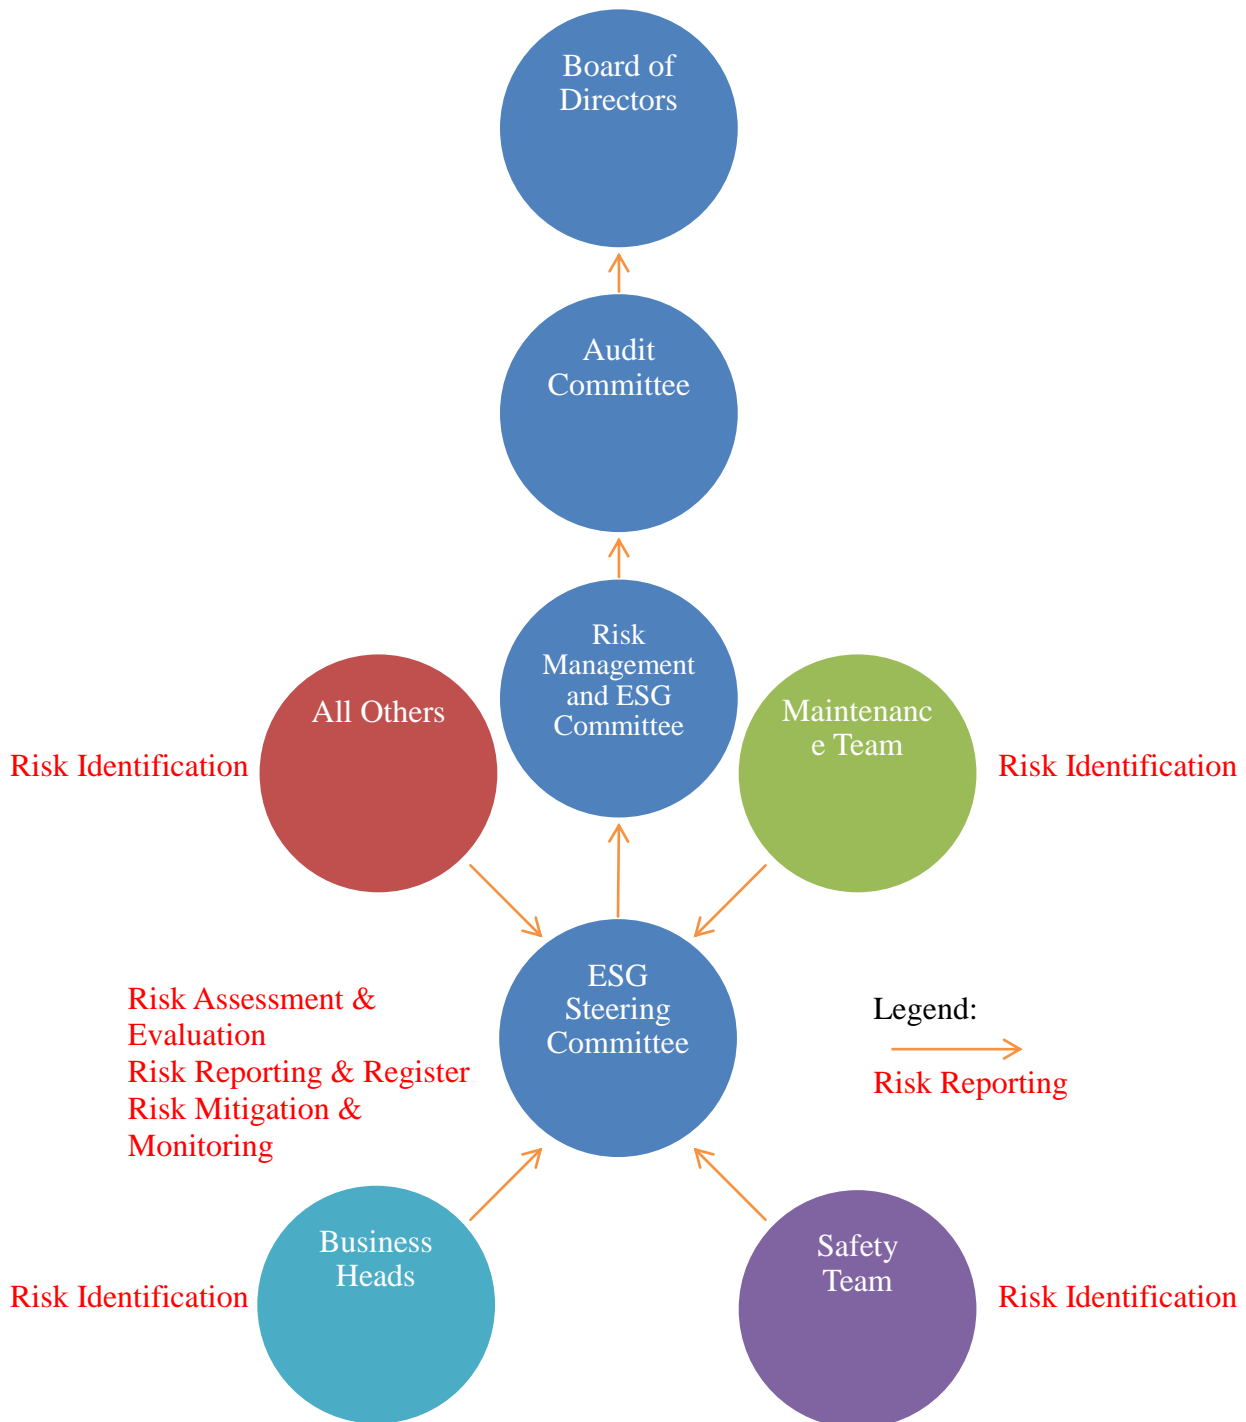 Board of
Directors
Audit
Committee
Risk
Management
and ESG
Committee
All Others
Maintenanc
e Team
Risk Identification
Risk Identification
ESG
Steering
Committee
Risk Assessment &
Evaluation
Risk Reporting & Register
Risk Mitigation &
Monitoring
Legend:
Risk Reporting
Business
Heads
Safety
Team
Risk Identification
Risk Identification